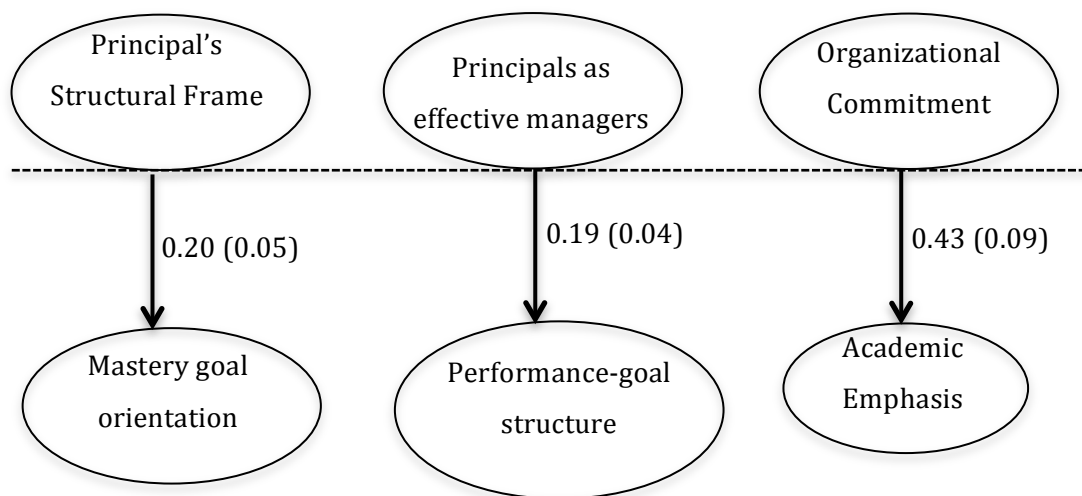 Principal’s
Structural Frame
Principals as
effective managers
Organizational
Commitment
0.20 (0.05)
0.19 (0.04)
0.43 (0.09)
Mastery goal
orientation
Performance-goal
structure
Academic
Emphasis